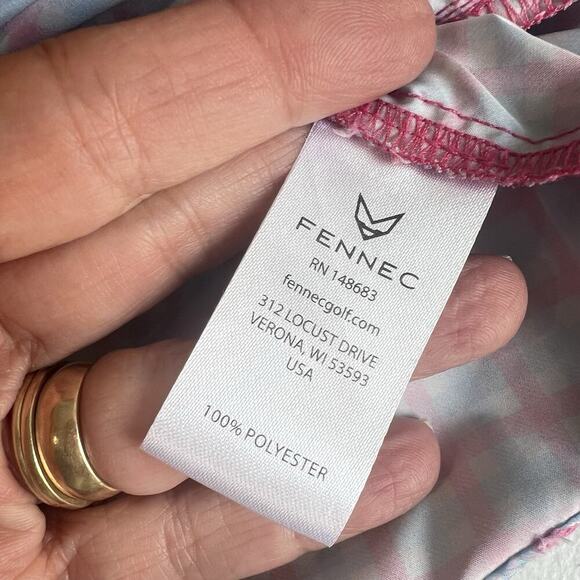 FENNEC
RN 148683
fennecgolf.com
312 LOCUST DRIVE
VERONA, WI 53593
USA
100% POLYESTER